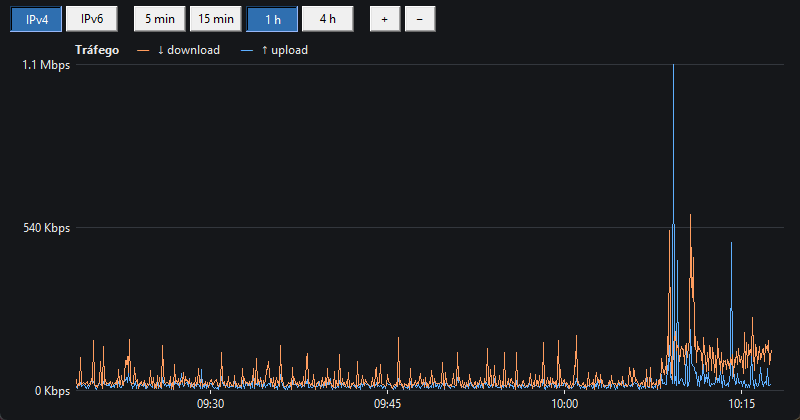 IPv4 IPv6 5 min 15 min 1 h 4 h + −
Tráfego — ↓ download — ↑ upload
1.1 Mbps
540 Kbps
0 Kbps
09:30 09:45 10:00 10:15